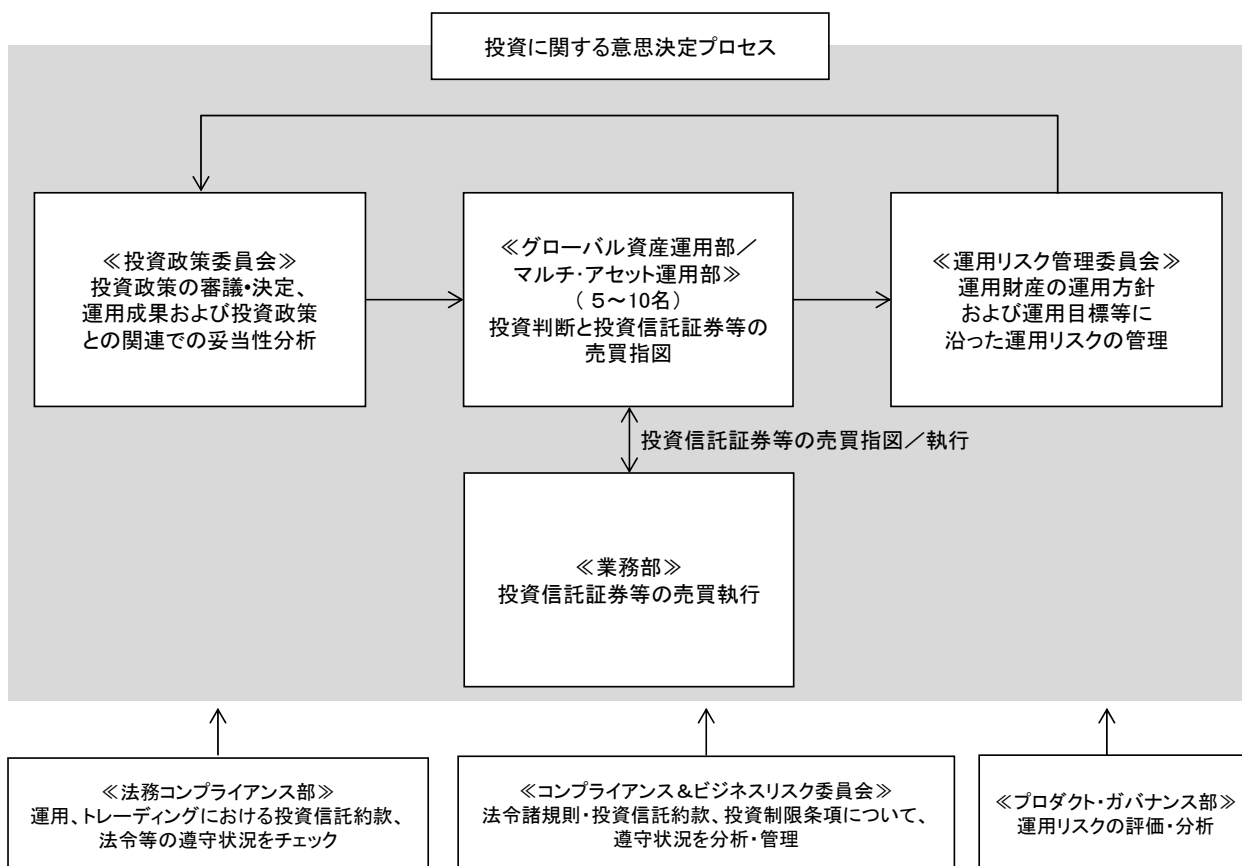 投資に関する意思決定プロセス
≪投資政策委員会≫
投資政策の審議・決定、
運用成果および投資政策
との関連での妥当性分析
≪グローバル資産運用部／
マルチ・アセット運用部≫
（ 5～10名）
投資判断と投資信託証券等の
売買指図
≪運用リスク管理委員会≫
運用財産の運用方針
および運用目標等に
沿った運用リスクの管理
投資信託証券等の売買指図／執行
≪業務部≫
投資信託証券等の売買執行
≪法務コンプライアンス部≫
運用、トレーディングにおける投資信託約款、
法令等の遵守状況をチェック
≪コンプライアンス＆ビジネスリスク委員会≫
法令諸規則・投資信託約款、投資制限条項について、
遵守状況を分析・管理
≪プロダクト・ガバナンス部≫
運用リスクの評価・分析